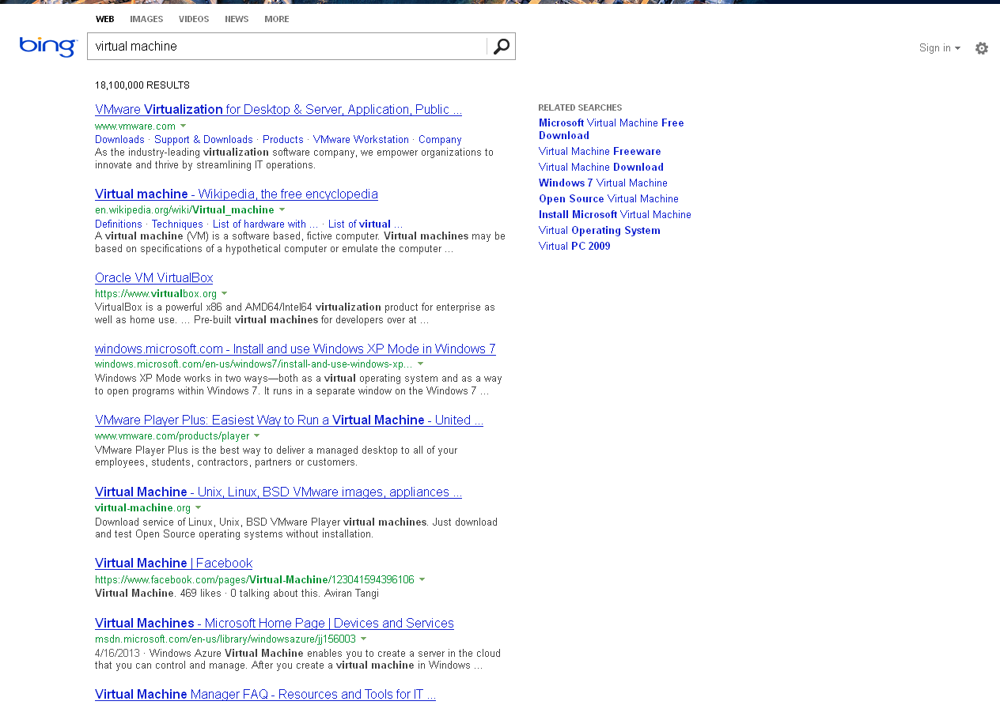 WEB IMAGES VIDEOS NEWS MORE
bing
virtual machine
Sign in
18,100,000 RESULTS
VMware Virtualization for Desktop & Server, Application, Public ...
www.vmware.com
Downloads · Support & Downloads · Products · VMware Workstation · Company
As the industry-leading virtualization software company, we empower organizations to
innovate and thrive by streamlining IT operations.
Virtual machine - Wikipedia, the free encyclopedia
en.wikipedia.org/wiki/Virtual_machine
Definitions · Techniques · List of hardware with ... · List of virtual ...
A virtual machine (VM) is a software based, fictive computer. Virtual machines may be
based on specifications of a hypothetical computer or emulate the computer ...
Oracle VM VirtualBox
https://www.virtualbox.org
VirtualBox is a powerful x86 and AMD64/Intel64 virtualization product for enterprise as
well as home use. ... Pre-built virtual machines for developers over at ...
windows.microsoft.com - Install and use Windows XP Mode in Windows 7
windows.microsoft.com/en-us/windows7/install-and-use-windows-xp...
Windows XP Mode works in two ways—both as a virtual operating system and as a way
to open programs within Windows 7. It runs in a separate window on the Windows 7 ...
VMware Player Plus: Easiest Way to Run a Virtual Machine - United ...
www.vmware.com/products/player
VMware Player Plus is the best way to deliver a managed desktop to all of your
employees, students, contractors, partners or customers.
Virtual Machine - Unix, Linux, BSD VMware images, appliances ...
virtual-machine.org
Download service of Linux, Unix, BSD VMware Player virtual machines. Just download
and test Open Source operating systems without installation.
Virtual Machine | Facebook
https://www.facebook.com/pages/Virtual-Machine/123041594396106
Virtual Machine. 469 likes · 0 talking about this. Aviran Tangi
Virtual Machines - Microsoft Home Page | Devices and Services
msdn.microsoft.com/en-us/library/windowsazure/jj156003
4/16/2013 · Windows Azure Virtual Machine enables you to create a server in the cloud
that you can control and manage. After you create a virtual machine in Windows ...
Virtual Machine Manager FAQ - Resources and Tools for IT ...
RELATED SEARCHES
Microsoft Virtual Machine Free
Download
Virtual Machine Freeware
Virtual Machine Download
Windows 7 Virtual Machine
Open Source Virtual Machine
Install Microsoft Virtual Machine
Virtual Operating System
Virtual PC 2009